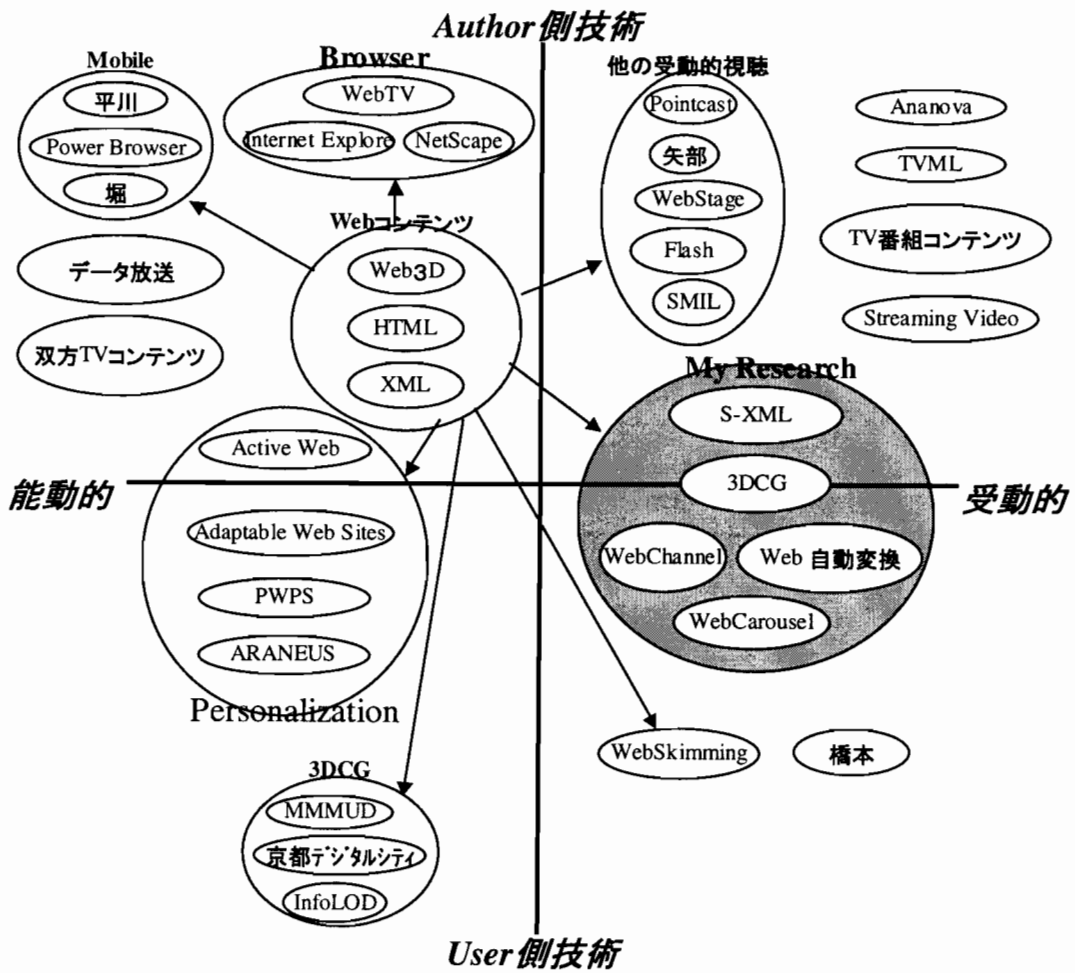 Author側技術
Mobile
平川
Power Browser
堀
データ放送
双方TVコンテンツ
Browser
WebTV
Internet Explore
NetScape
Webコンテンツ
Web3D
HTML
XML
他の受動的視聴
Pointcast
矢部
WebStage
Flash
SMIL
Ananova
TVML
TV番組コンテンツ
Streaming Video
My Research
S-XML
3DCG
WebChannel
Web 自動変換
WebCarousel
能動的
受動的
Active Web
Adaptable Web Sites
PWPS
ARANEUS
Personalization
WebSkimming
橋本
3DCG
MMMUD
京都デジタルシティ
InfoLOD
User側技術